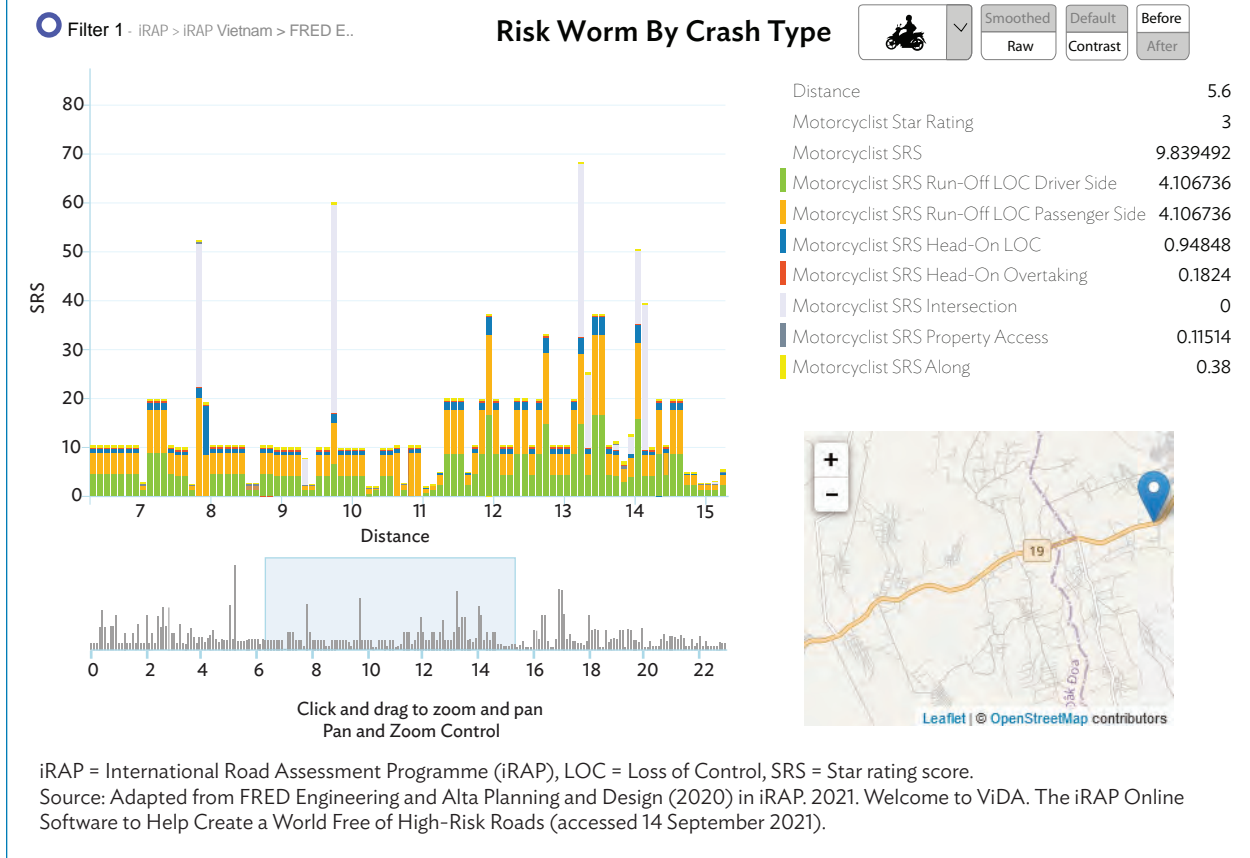 Filter 1 - iRAP > iRAP Vietnam > FRED E..
Risk Worm By Crash Type
Smoothed
Raw
Default
Contrast
Before
After
SRS
80
70
60
50
40
30
20
10
0
7 8 9 10 11 12 13 14 15
Distance
0 2 4 6 8 10 12 14 16 18 20 22
Click and drag to zoom and pan
Pan and Zoom Control
Distance 5.6
Motorcyclist Star Rating 3
Motorcyclist SRS 9.839492
Motorcyclist SRS Run-Off LOC Driver Side 4.106736
Motorcyclist SRS Run-Off LOC Passenger Side 4.106736
Motorcyclist SRS Head-On LOC 0.94848
Motorcyclist SRS Head-On Overtaking 0.1824
Motorcyclist SRS Intersection 0
Motorcyclist SRS Property Access 0.11514
Motorcyclist SRS Along 0.38
+
−
19
Đăk Đoa
Leaflet | © OpenStreetMap contributors
iRAP = International Road Assessment Programme (iRAP), LOC = Loss of Control, SRS = Star rating score.
Source: Adapted from FRED Engineering and Alta Planning and Design (2020) in iRAP. 2021. Welcome to ViDA. The iRAP Online
Software to Help Create a World Free of High-Risk Roads (accessed 14 September 2021).